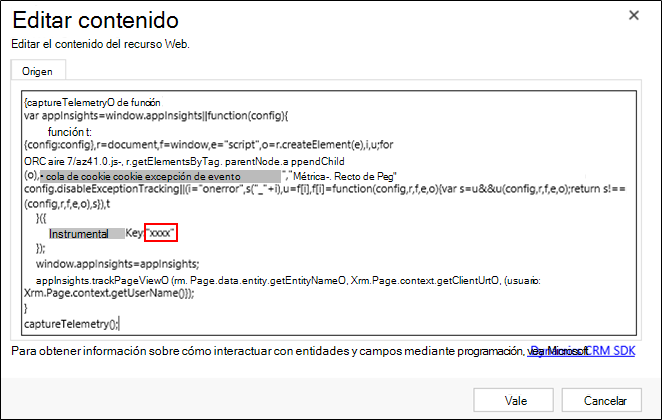 Editar contenido
Editar el contenido del recurso Web.
Origen
{captureTelemetryO de función
var appInsights=window.appInsights||function(config){
función t:
{config:config},r=document,f=window,e="script",o=r.createElement(e),i,u;for
ORC aire 7/az41.0.js-, r.getElementsByTag. parentNode.a ppendChild
(o),• cola de cookie cookie excepción de evento ","Métrica-. Recto de Peg"
config.disableExceptionTracking||(i="onerror",s("_"+i),u=f[i],f[i]=function(config,r,f,e,o){var s=u&&u(config,r,f,e,o);return s!==
(config,r,f,e,o),s}),t
}({
Instrumental Key:"xxxx"
});
window.appInsights=appInsights;
appInsights.trackPageViewO (rm. Page.data.entity.getEntityNameO, Xrm.Page.context.getClientUrtO, (usuario:
Xrm.Page.context.getUserName()});
}
captureTelemetry();
Para obtener información sobre cómo interactuar con entidades y campos mediante programación, Microsoft CRM SDK
Vale
Cancelar